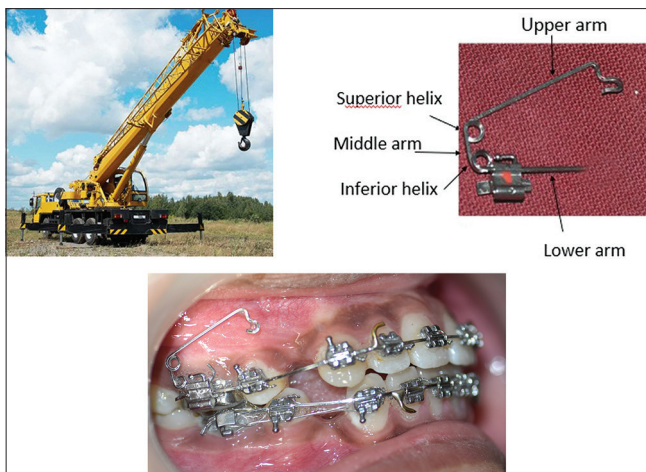 Upper arm
Superior helix
Middle arm
Inferior helix
Lower arm